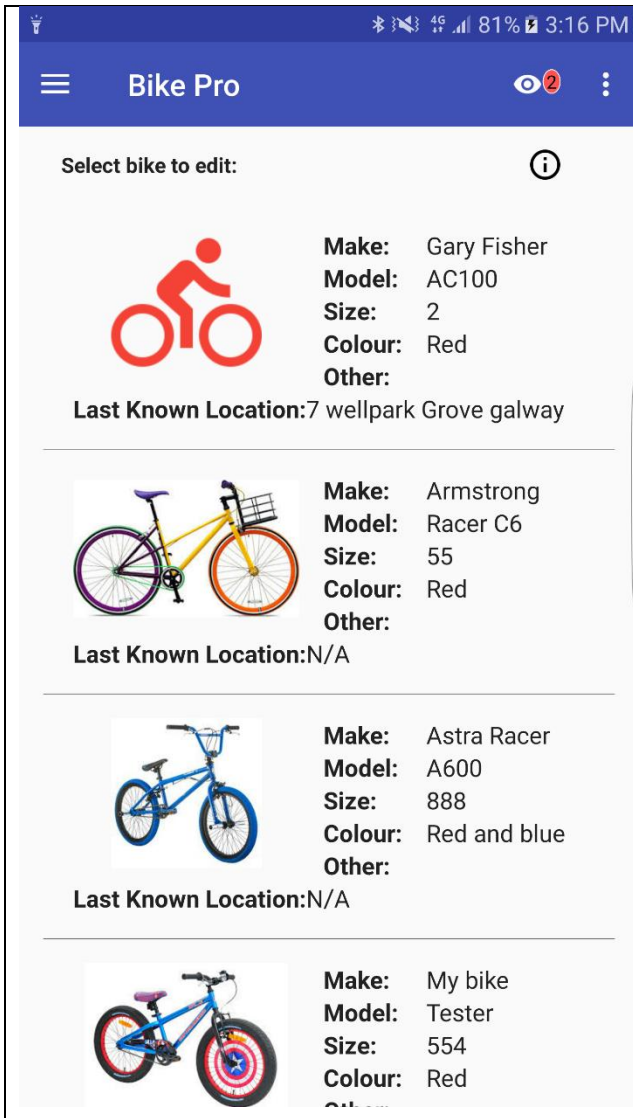 4G 81% 3:16 PM
Bike Pro 2
Select bike to edit:
Make: Gary Fisher
Model: AC100
Size: 2
Colour: Red
Other:
Last Known Location:7 wellpark Grove galway
Make: Armstrong
Model: Racer C6
Size: 55
Colour: Red
Other:
Last Known Location:N/A
Make: Astra Racer
Model: A600
Size: 888
Colour: Red and blue
Other:
Last Known Location:N/A
Make: My bike
Model: Tester
Size: 554
Colour: Red